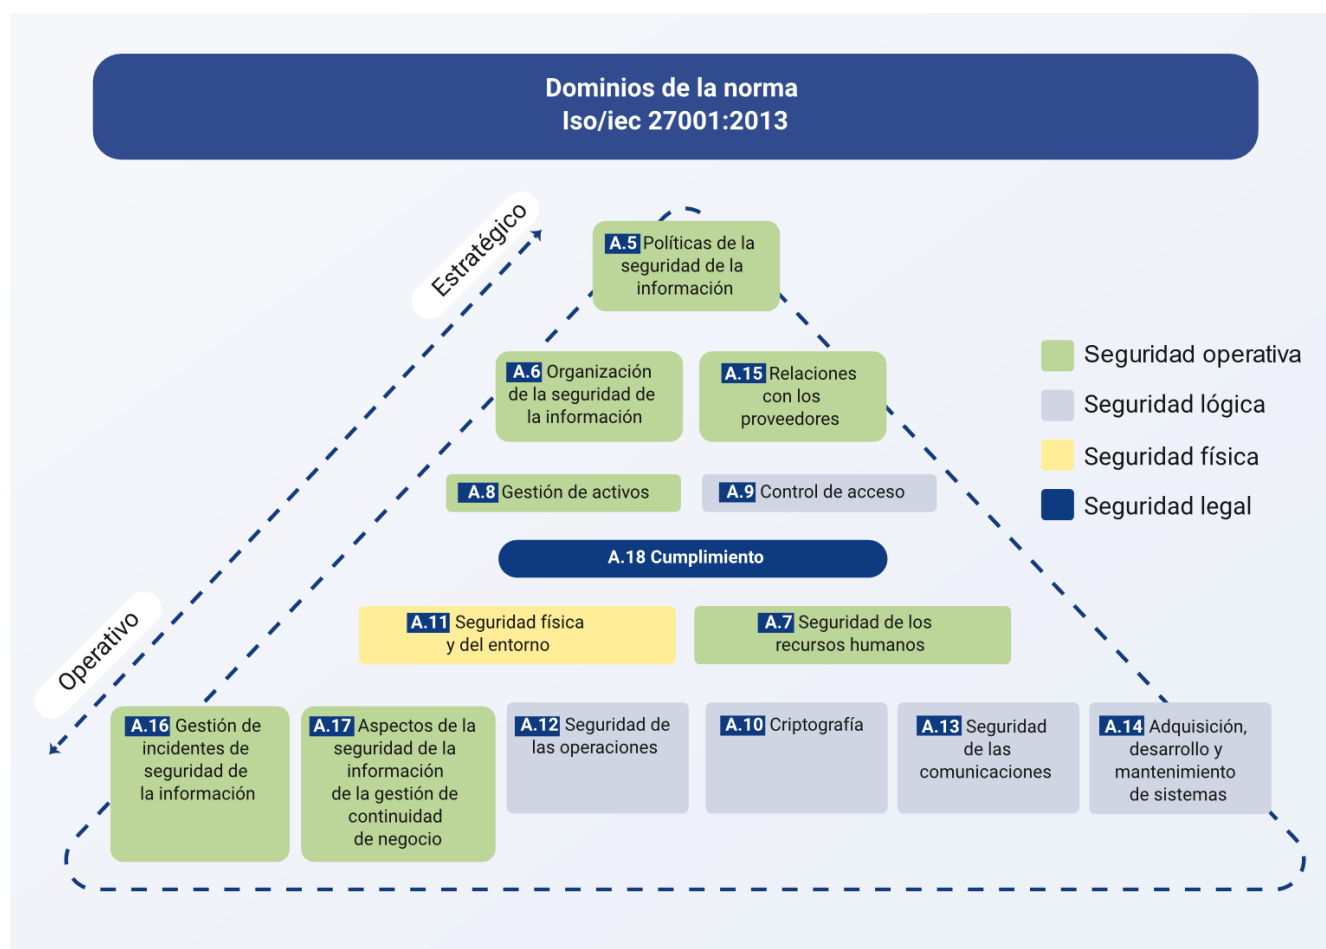 Dominios de la norma
Iso/iec 27001:2013
Estratégico
Operativo
A.5 Políticas de la
seguridad de la
información
A.6 Organización
de la seguridad de
la información
A.15 Relaciones
con los
proveedores
A.8 Gestión de activos
A.9 Control de acceso
A.18 Cumplimiento
A.11 Seguridad física
y del entorno
A.7 Seguridad de los
recursos humanos
A.16 Gestión de
incidentes de
seguridad de
la información
A.17 Aspectos de la
seguridad de la
información
de la gestión de
continuidad
de negocio
A.12 Seguridad de
las operaciones
A.10 Criptografía
A.13 Seguridad
de las
comunicaciones
A.14 Adquisición,
desarrollo y
mantenimiento
de sistemas
Seguridad operativa
Seguridad lógica
Seguridad física
Seguridad legal